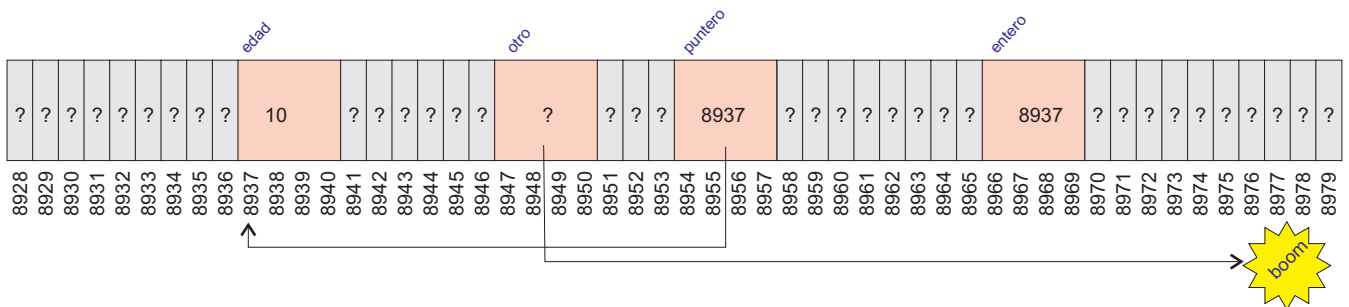 edad otro puntero entero
? ? ? ? ? ? ? ? ? 10 ? ? ? ? ? ? ? ? ? ? 8937 ? ? ? ? ? ? ? ? 8937 ? ? ? ? ? ? ? ? ? ?
8928 8929 8930 8931 8932 8933 8934 8935 8936 8937 8938 8939 8940 8941 8942 8943 8944 8945 8946 8947 8948 8949 8950 8951 8952 8953 8954 8955 8956 8957 8958 8959 8960 8961 8962 8963 8964 8965 8966 8967 8968 8969 8970 8971 8972 8973 8974 8975 8976 8977 8978 8979
boom